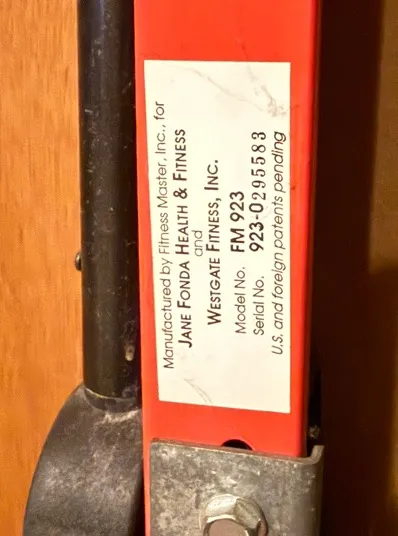 Manufactured by Fitness Master, Inc., for
JANE FONDA HEALTH & FITNESS
and
WESTGATE FITNESS, INC.
Model No. FM 923
Serial No. 923-0295583
U.S. and foreign patents pending